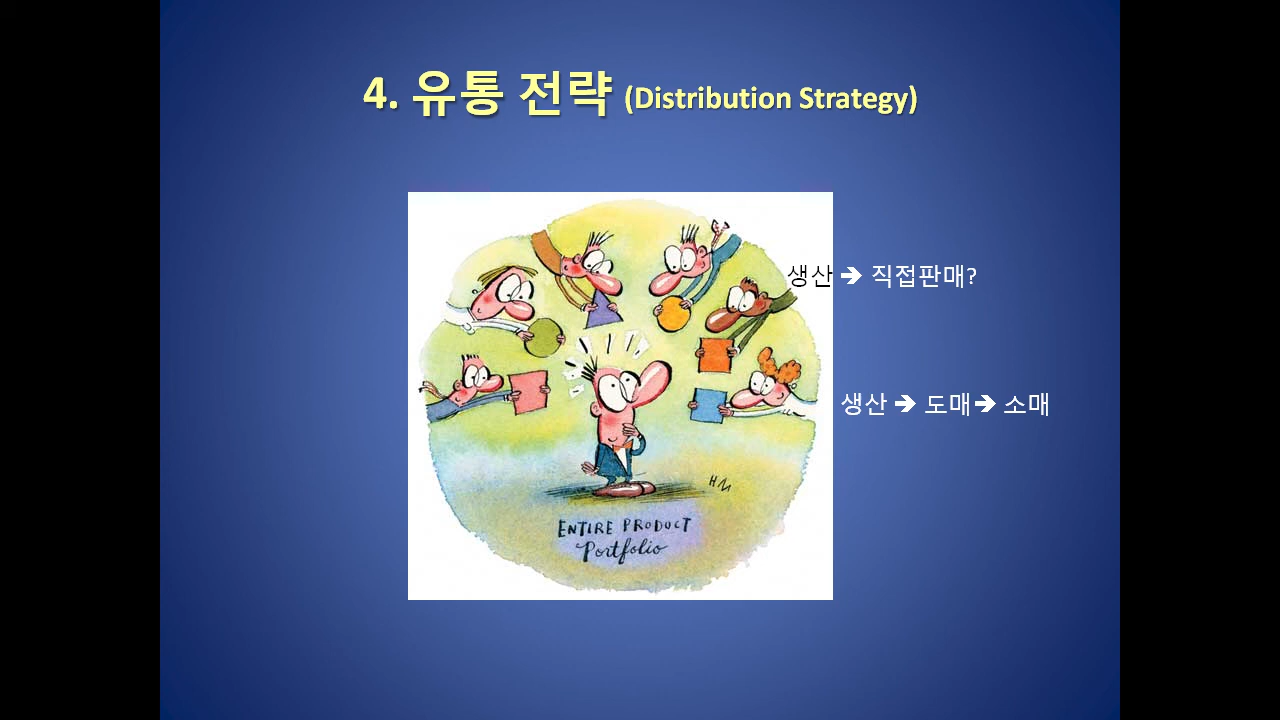 4. 유통 전략 (Distribution Strategy)
생산 🡺 직접판매?
생산 🡺 도매🡺 소매
HM
ENTIRE PRODUCT
Portfolio